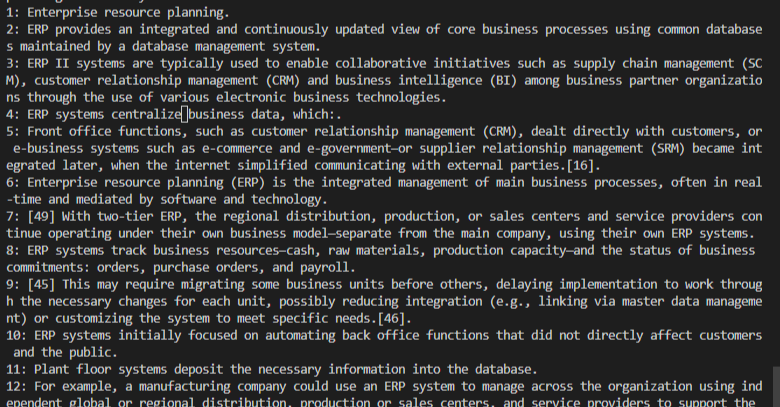 1: Enterprise resource planning.
2: ERP provides an integrated and continuously updated view of core business processes using common database
s maintained by a database management system.
3: ERP II systems are typically used to enable collaborative initiatives such as supply chain management (SC
M), customer relationship management (CRM) and business intelligence (BI) among business partner organizatio
ns through the use of various electronic business technologies.
4: ERP systems centralize business data, which:.
5: Front office functions, such as customer relationship management (CRM), dealt directly with customers, or
 e-business systems such as e-commerce and e-government—or supplier relationship management (SRM) became int
egrated later, when the internet simplified communicating with external parties.[16].
6: Enterprise resource planning (ERP) is the integrated management of main business processes, often in real
-time and mediated by software and technology.
7: [49] With two-tier ERP, the regional distribution, production, or sales centers and service providers con
tinue operating under their own business model—separate from the main company, using their own ERP systems.
8: ERP systems track business resources—cash, raw materials, production capacity—and the status of business
commitments: orders, purchase orders, and payroll.
9: [45] This may require migrating some business units before others, delaying implementation to work throug
h the necessary changes for each unit, possibly reducing integration (e.g., linking via master data manageme
nt) or customizing the system to meet specific needs.[46].
10: ERP systems initially focused on automating back office functions that did not directly affect customers
 and the public.
11: Plant floor systems deposit the necessary information into the database.
12: For example, a manufacturing company could use an ERP system to manage across the organization using ind
ependent global or regional distribution, production or sales centers, and service providers to support the